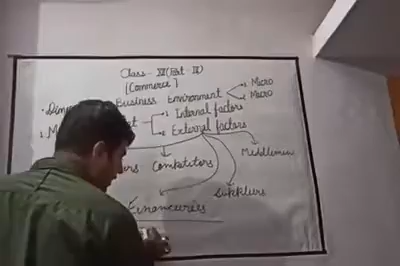 Class - XII (Part - II)
[Commerce]
Business Environment → Micro
→ Macro
→ Internal factors
→ External factors
Competitors
Middlemen
Suppliers
Financiers